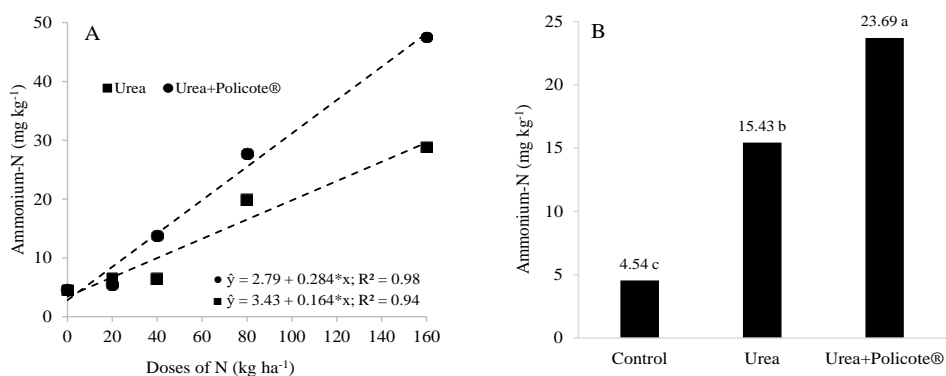 A
Ammonium-N (mg kg⁻¹)
50
40
30
20
10
0
■Urea ●Urea+Policote®
● ŷ = 2.79 + 0.284*x; R² = 0.98
■ ŷ = 3.43 + 0.164*x; R² = 0.94
0 20 40 60 80 100 120 140 160
Doses of N (kg ha⁻¹)
B
Ammonium-N (mg kg⁻¹)
25
20
15
10
5
0
4.54 c
15.43 b
23.69 a
Control Urea Urea+Policote®